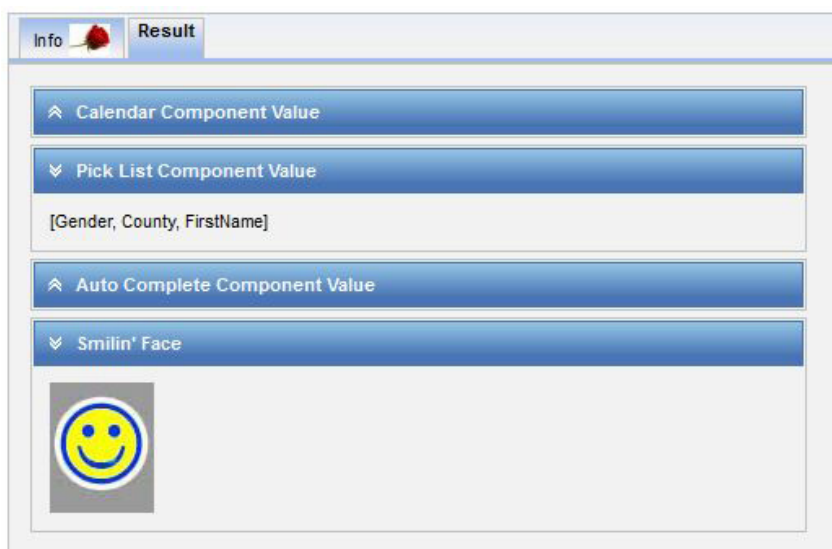 Info
Result
Calendar Component Value
Pick List Component Value
[Gender, County, FirstName]
Auto Complete Component Value
Smilin' Face